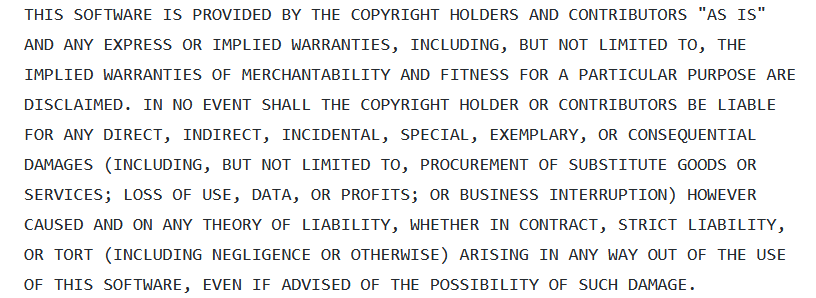 THIS SOFTWARE IS PROVIDED BY THE COPYRIGHT HOLDERS AND CONTRIBUTORS "AS IS"
AND ANY EXPRESS OR IMPLIED WARRANTIES, INCLUDING, BUT NOT LIMITED TO, THE
IMPLIED WARRANTIES OF MERCHANTABILITY AND FITNESS FOR A PARTICULAR PURPOSE ARE
DISCLAIMED. IN NO EVENT SHALL THE COPYRIGHT HOLDER OR CONTRIBUTORS BE LIABLE
FOR ANY DIRECT, INDIRECT, INCIDENTAL, SPECIAL, EXEMPLARY, OR CONSEQUENTIAL
DAMAGES (INCLUDING, BUT NOT LIMITED TO, PROCUREMENT OF SUBSTITUTE GOODS OR
SERVICES; LOSS OF USE, DATA, OR PROFITS; OR BUSINESS INTERRUPTION) HOWEVER
CAUSED AND ON ANY THEORY OF LIABILITY, WHETHER IN CONTRACT, STRICT LIABILITY,
OR TORT (INCLUDING NEGLIGENCE OR OTHERWISE) ARISING IN ANY WAY OUT OF THE USE
OF THIS SOFTWARE, EVEN IF ADVISED OF THE POSSIBILITY OF SUCH DAMAGE.